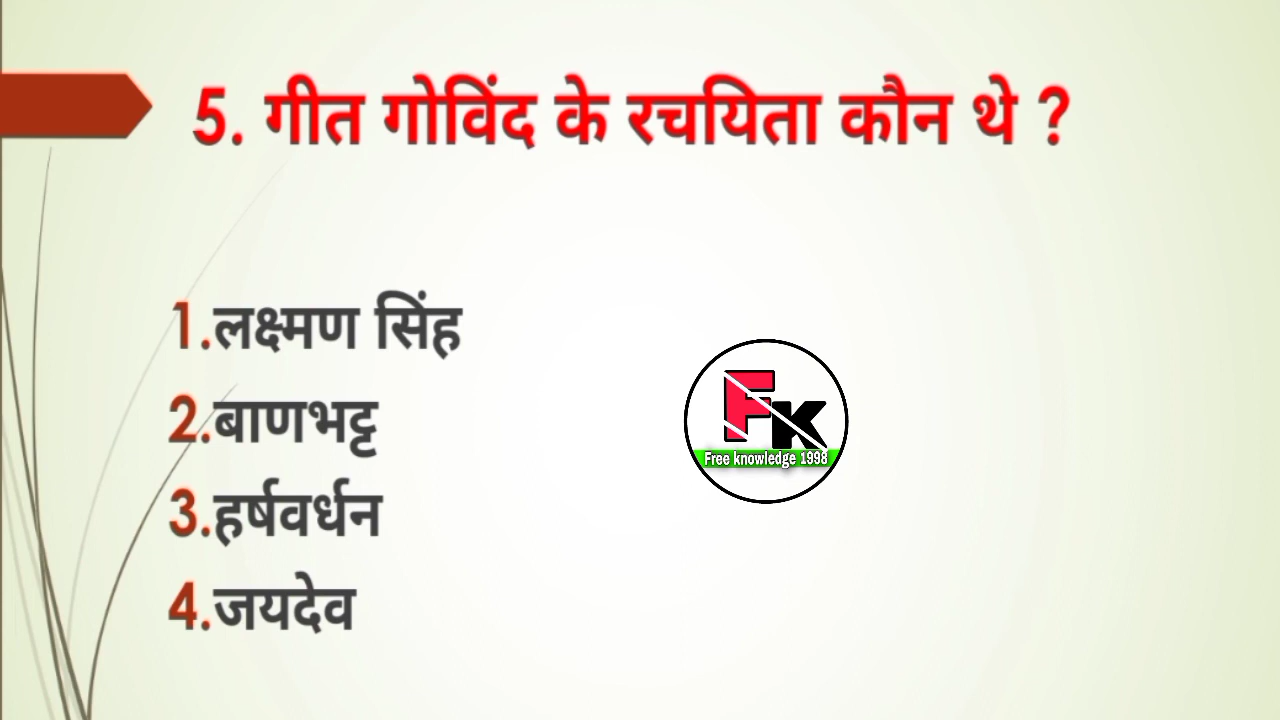 5. गीत गोविंद के रचयिता कौन थे ?
1.लक्ष्मण सिंह
2.बाणभट्ट
3.हर्षवर्धन
4.जयदेव
FK
Free knowledge 1998